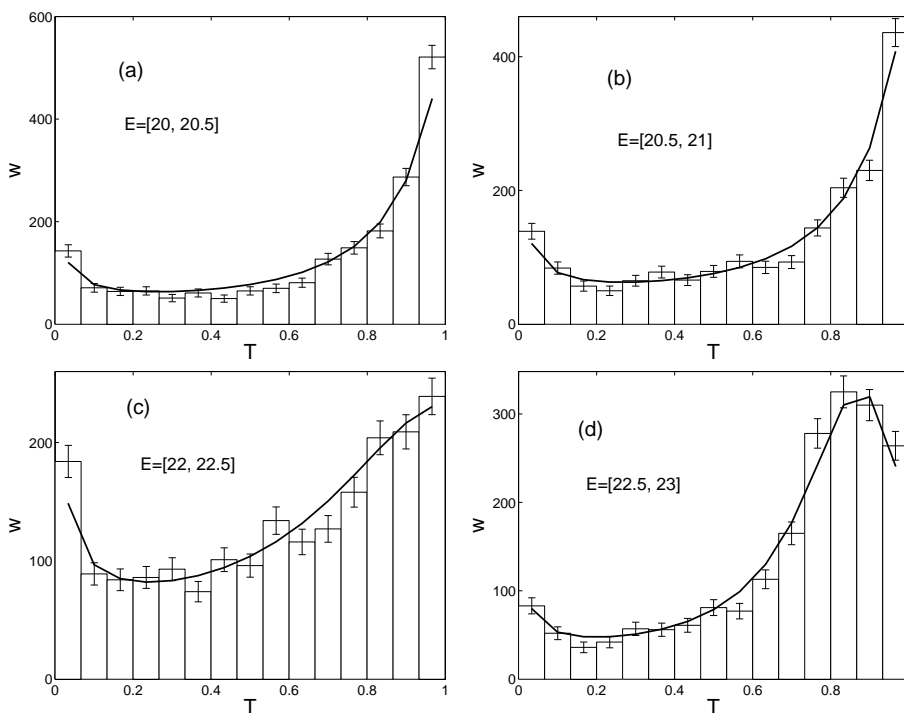 600
400
200
0
w
(a)
E=[20, 20.5]
0 0.2 0.4 0.6 0.8 1
T
400
200
0
w
(b)
E=[20.5, 21]
0 0.2 0.4 0.6 0.8
T
200
100
0
w
(c)
E=[22, 22.5]
0 0.2 0.4 0.6 0.8 1
T
300
200
100
0
w
(d)
E=[22.5, 23]
0 0.2 0.4 0.6 0.8
T